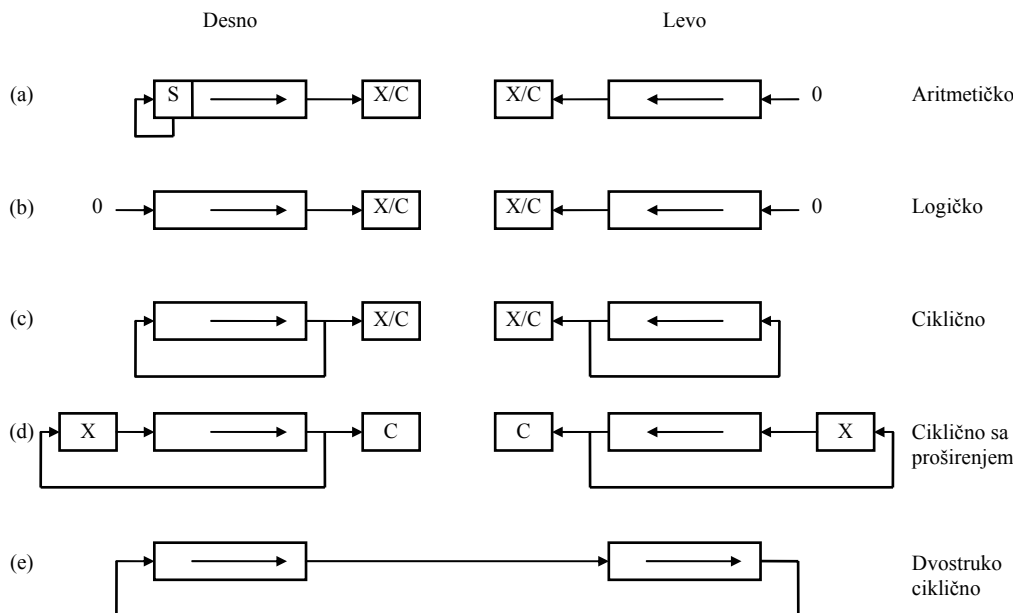 Desno Levo
(a) S X/C X/C 0 Aritmetičko
(b) 0 X/C X/C 0 Logičko
(c) X/C X/C Ciklično
(d) X C C X Ciklično sa
proširenjem
(e) Dvostruko
ciklično